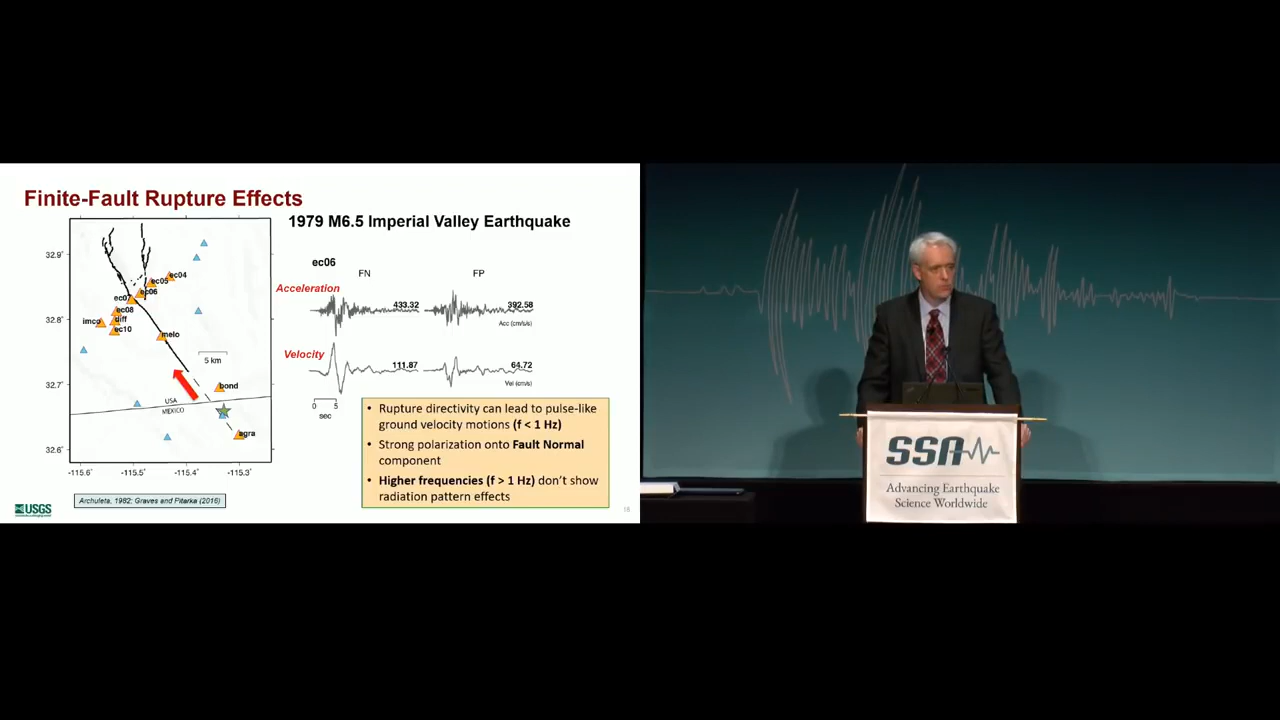 Finite-Fault Rupture Effects
1979 M6.5 Imperial Valley Earthquake
32.9°
32.8°
32.7°
32.6°
-115.6°
-115.5°
-115.4°
-115.3°
ec04
ec05
ec06
ec07
ec08
imco
diff
ec10
melo
5 km
bond
USA
MEXICO
agra
ec06
FN
FP
Acceleration
433.32
392.58
Acc (cm/s/s)
Velocity
111.87
64.72
Vel (cm/s)
0 5
sec
• Rupture directivity can lead to pulse-like
ground velocity motions (f < 1 Hz)
• Strong polarization onto Fault Normal
component
• Higher frequencies (f > 1 Hz) don't show
radiation pattern effects
Archuleta, 1982; Graves and Pitarka (2016)
USGS
SSA
Advancing Earthquake
Science Worldwide